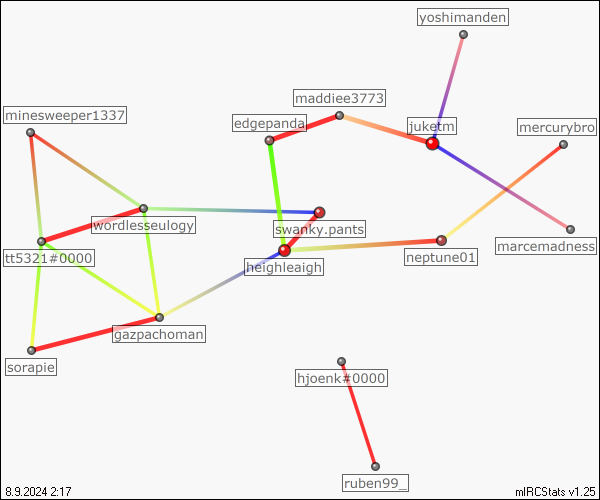 yoshimanden
maddiee3773
minesweeper1337
edgepanda
juketm
mercurybro
wordlesseulogy
swanky.pants
marcemadness
tt5321#0000
heighleaigh
neptune01
gazpachoman
sorapie
hjoenk#0000
ruben99_
8.9.2024 2:17
mIRCStats v1.25